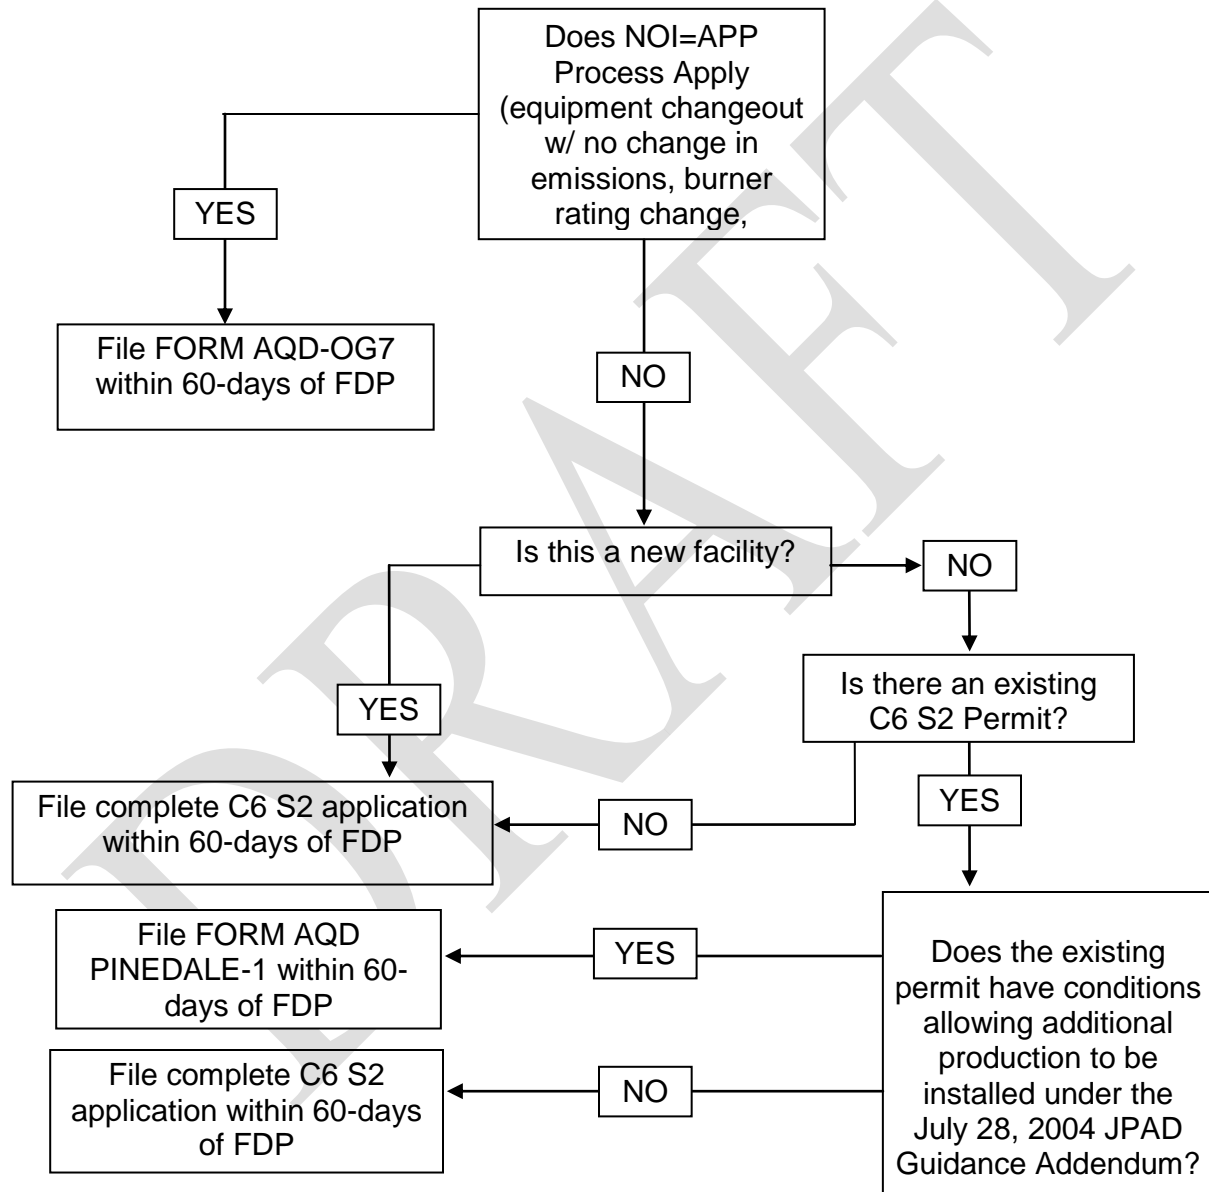 Does NOI=APP
Process Apply
(equipment changeout
w/ no change in
emissions, burner
rating change,
YES
File FORM AQD-OG7
within 60-days of FDP
NO
Is this a new facility?
NO
YES
Is there an existing
C6 S2 Permit?
File complete C6 S2 application
within 60-days of FDP
NO
YES
File FORM AQD
PINEDALE-1 within 60-
days of FDP
YES
Does the existing
permit have conditions
allowing additional
production to be
installed under the
July 28, 2004 JPAD
Guidance Addendum?
File complete C6 S2
application within 60-days
of FDP
NO
DRAFT